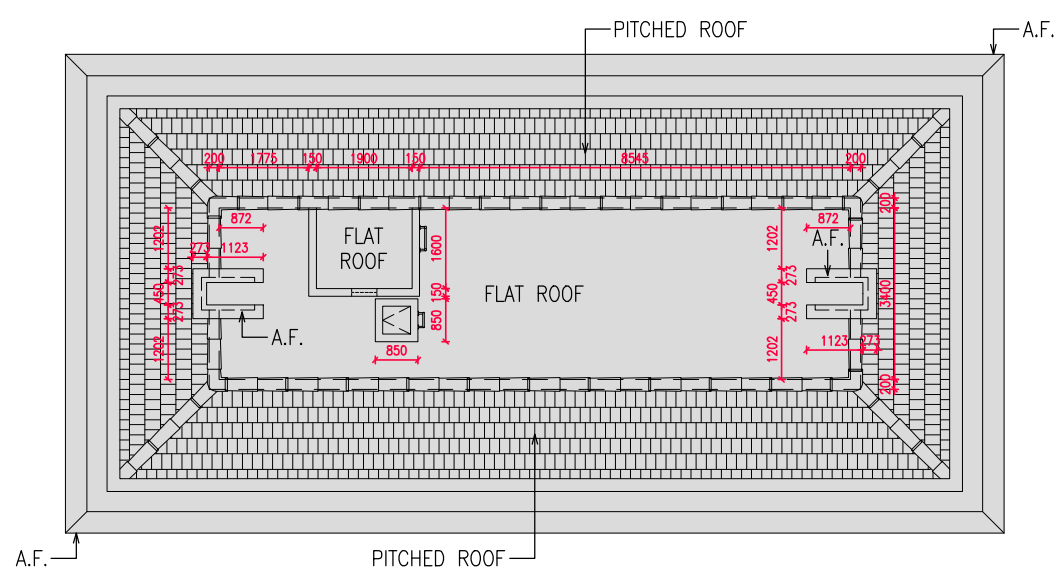 PITCHED ROOF
A.F.
200 1775 150 1900 150 8545 200
872
872
200
1202
1202
1600
FLAT
ROOF
A.F.
273 1123
273
273
450
450
150
FLAT ROOF
3400
273
273
850
A.F.
1202
1202
1123 273
850
200
A.F.
PITCHED ROOF